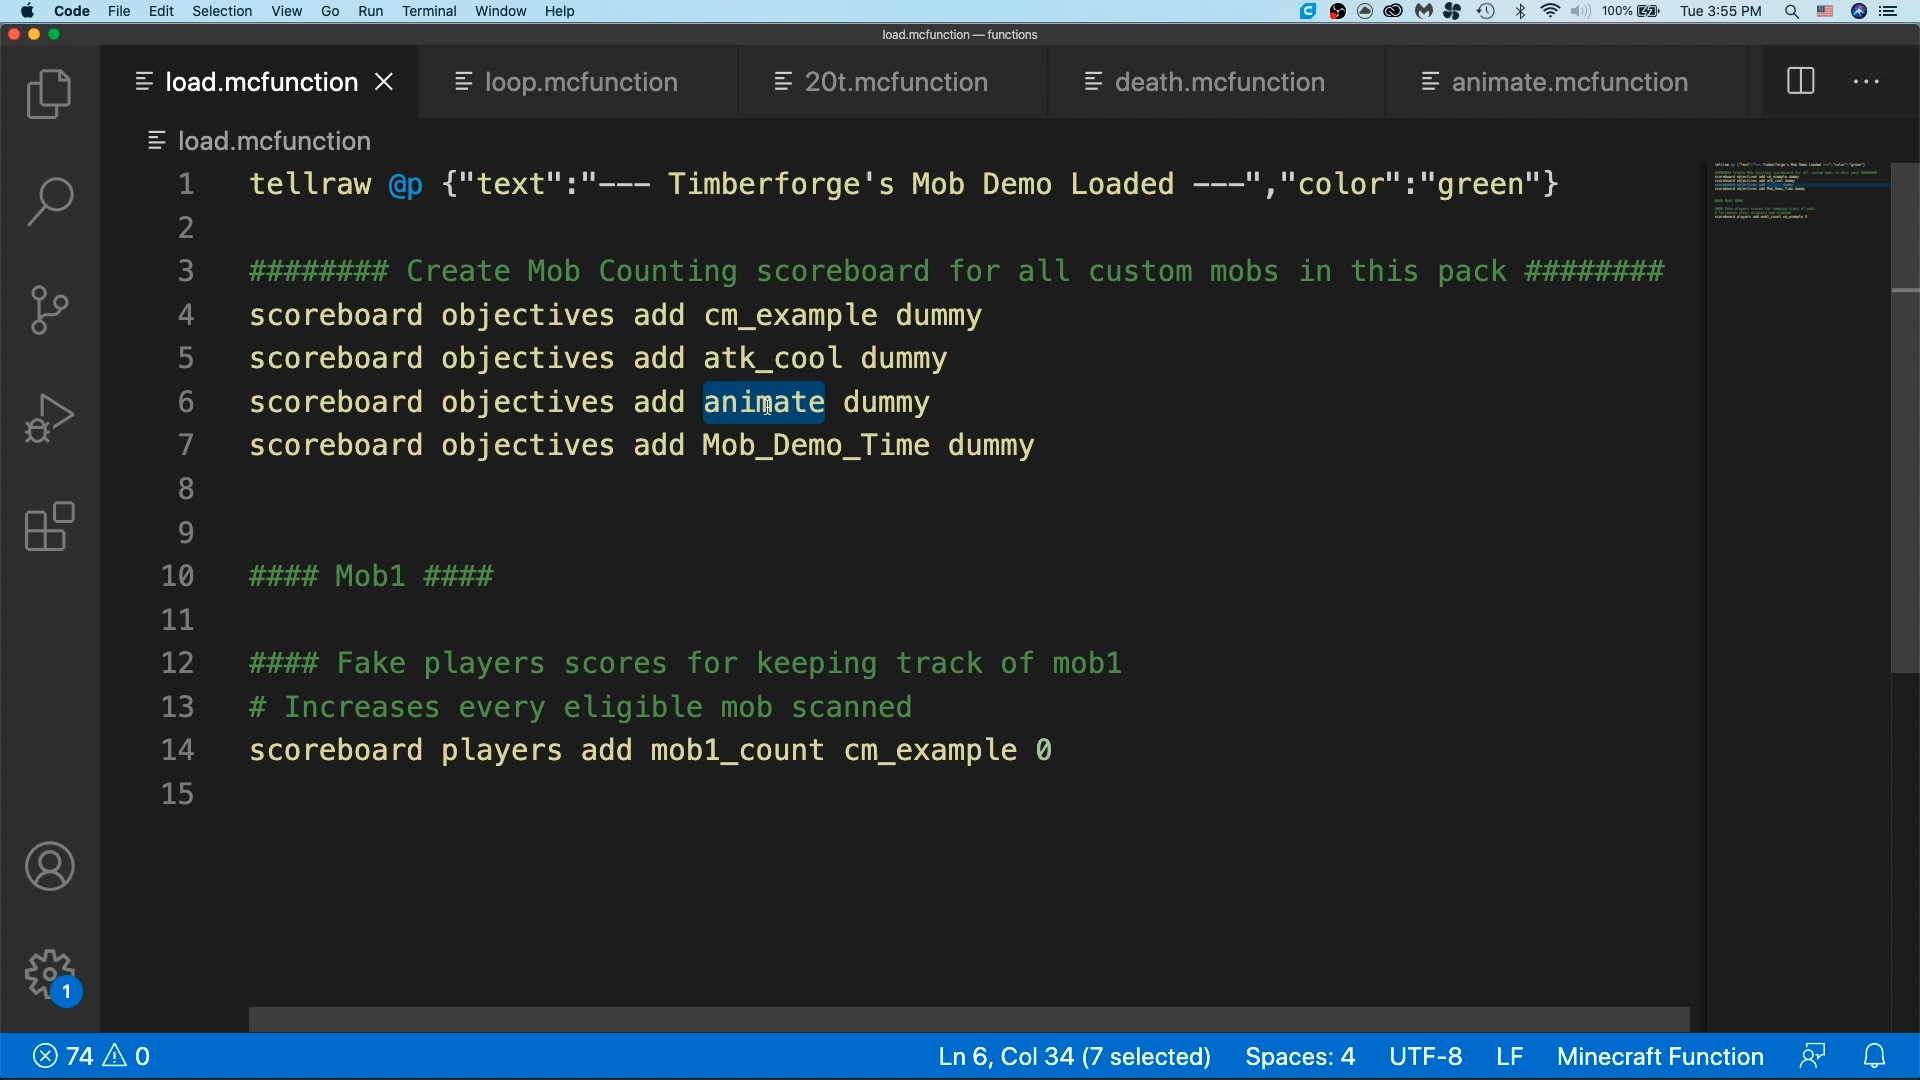 Code File Edit Selection View Go Run Terminal Window Help 100% Tue 3:55 PM
load.mcfunction — functions
load.mcfunction loop.mcfunction 20t.mcfunction death.mcfunction animate.mcfunction
load.mcfunction
1 tellraw @p {"text":"--- Timberforge's Mob Demo Loaded ---","color":"green"}
2
3 ######## Create Mob Counting scoreboard for all custom mobs in this pack ########
4 scoreboard objectives add cm_example dummy
5 scoreboard objectives add atk_cool dummy
6 scoreboard objectives add animate dummy
7 scoreboard objectives add Mob_Demo_Time dummy
8
9
10 #### Mob1 ####
11
12 #### Fake players scores for keeping track of mob1
13 # Increases every eligible mob scanned
14 scoreboard players add mob1_count cm_example 0
15
1
74 0 Ln 6, Col 34 (7 selected) Spaces: 4 UTF-8 LF Minecraft Function